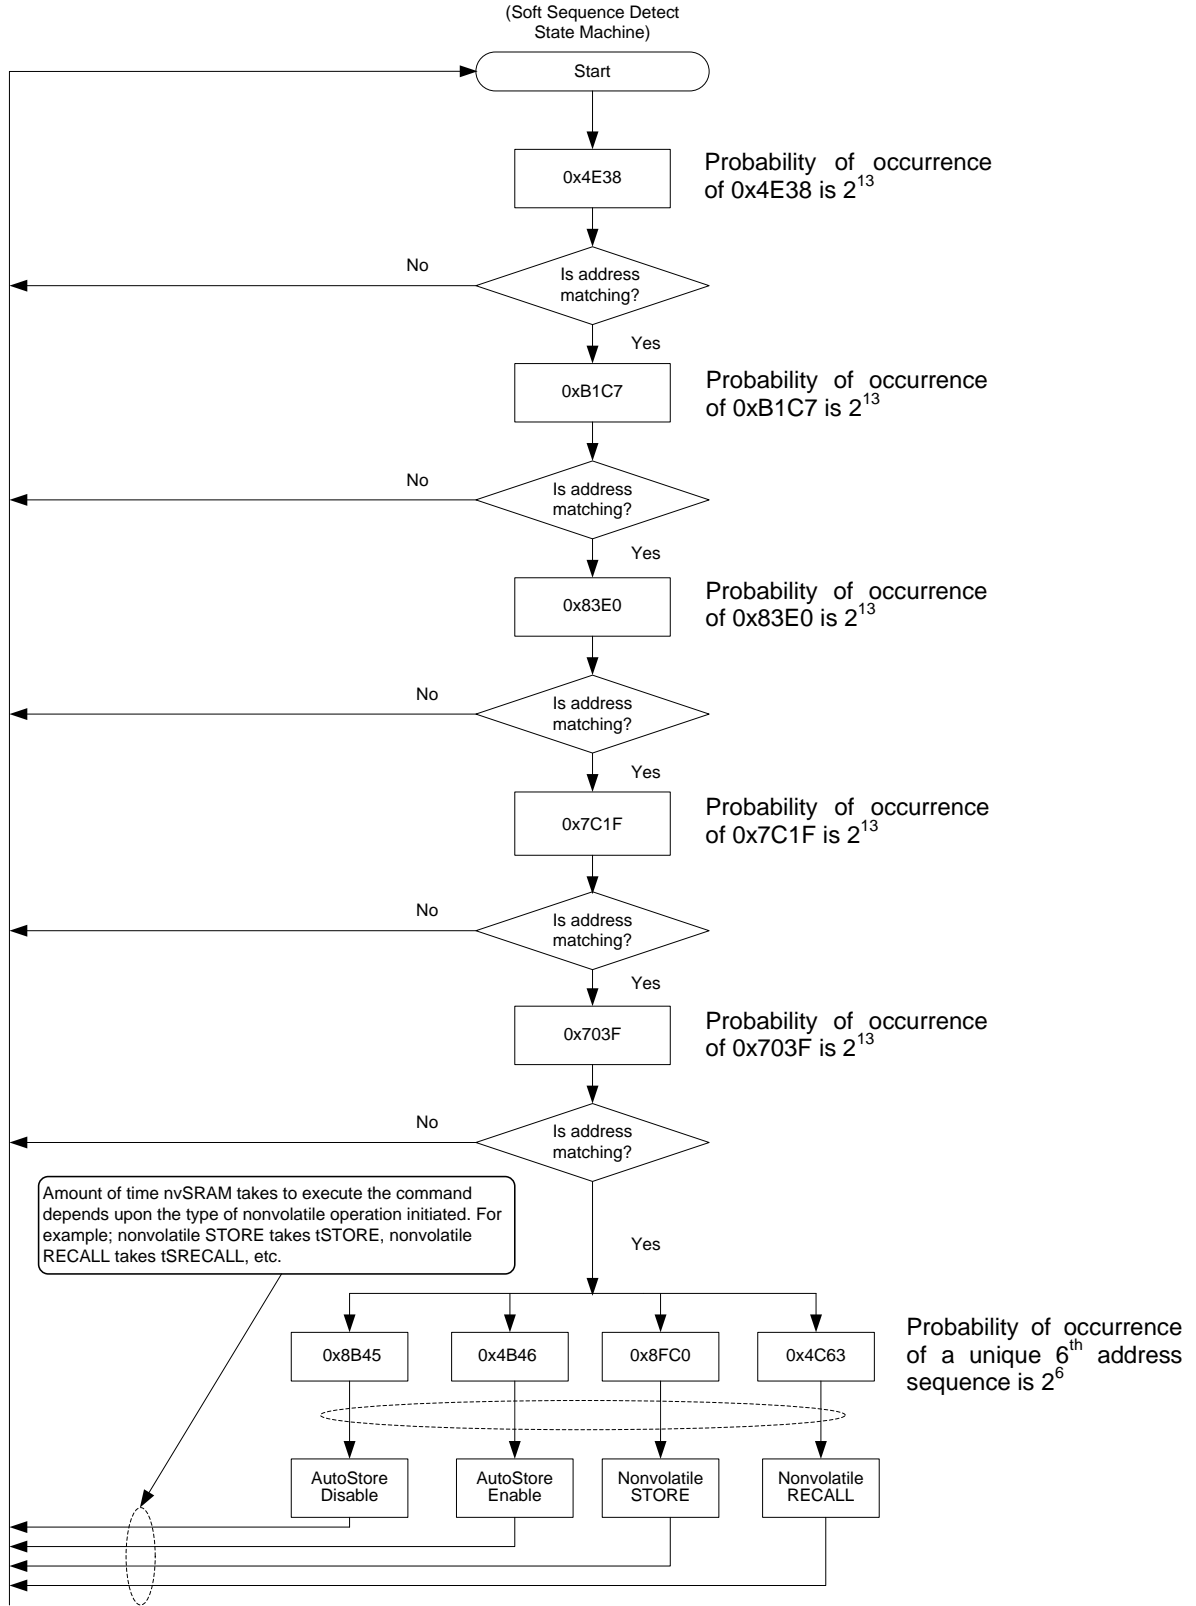 (Soft Sequence Detect
State Machine)
Start
0x4E38
Probability of occurrence
of 0x4E38 is 2^13
Is address
matching?
No
Yes
0xB1C7
Probability of occurrence
of 0xB1C7 is 2^13
Is address
matching?
No
Yes
0x83E0
Probability of occurrence
of 0x83E0 is 2^13
Is address
matching?
No
Yes
0x7C1F
Probability of occurrence
of 0x7C1F is 2^13
Is address
matching?
No
Yes
0x703F
Probability of occurrence
of 0x703F is 2^13
Is address
matching?
No
Yes
Amount of time nvSRAM takes to execute the command
depends upon the type of nonvolatile operation initiated. For
example; nonvolatile STORE takes tSTORE, nonvolatile
RECALL takes tSRECALL, etc.
0x8B45
0x4B46
0x8FC0
0x4C63
Probability of occurrence
of a unique 6^th address
sequence is 2^6
AutoStore
Disable
AutoStore
Enable
Nonvolatile
STORE
Nonvolatile
RECALL